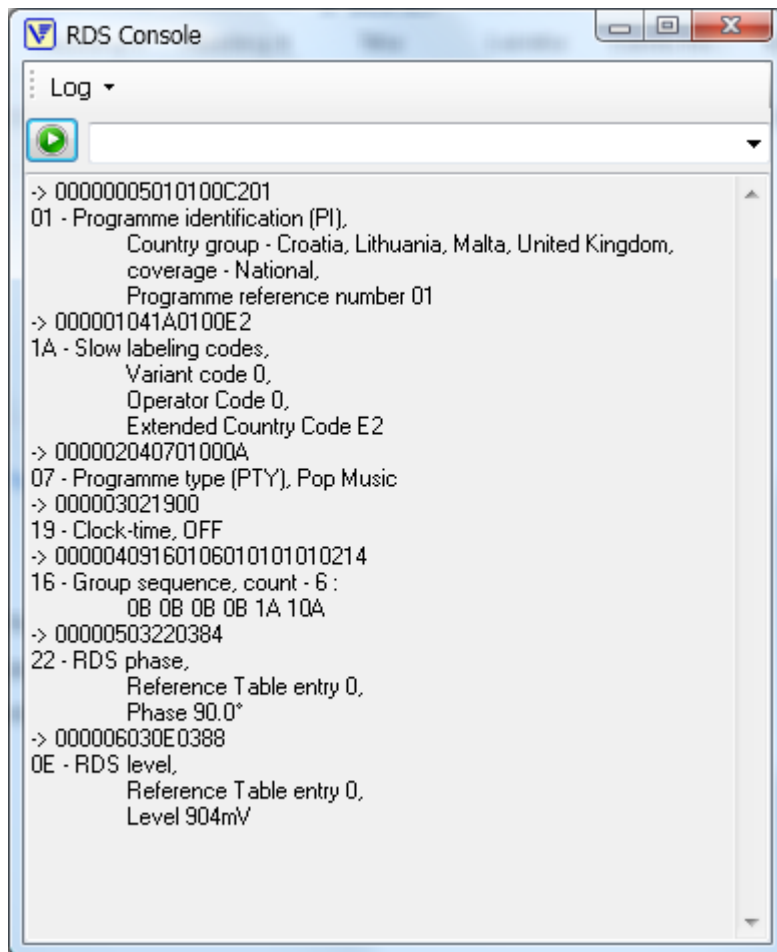 RDS Console
Log
-> 00000005010100C201
01 - Programme identification (PI),
Country group - Croatia, Lithuania, Malta, United Kingdom,
coverage - National,
Programme reference number 01
-> 000001041A0100E2
1A - Slow labeling codes,
Variant code 0,
Operator Code 0,
Extended Country Code E2
-> 000002040701000A
07 - Programme type (PTY), Pop Music
-> 000003021900
19 - Clock-time, OFF
-> 00000409160106010101010214
16 - Group sequence, count - 6 :
0B 0B 0B 0B 1A 10A
-> 00000503220384
22 - RDS phase,
Reference Table entry 0,
Phase 90.0°
-> 000006030E0388
0E - RDS level,
Reference Table entry 0,
Level 904mV